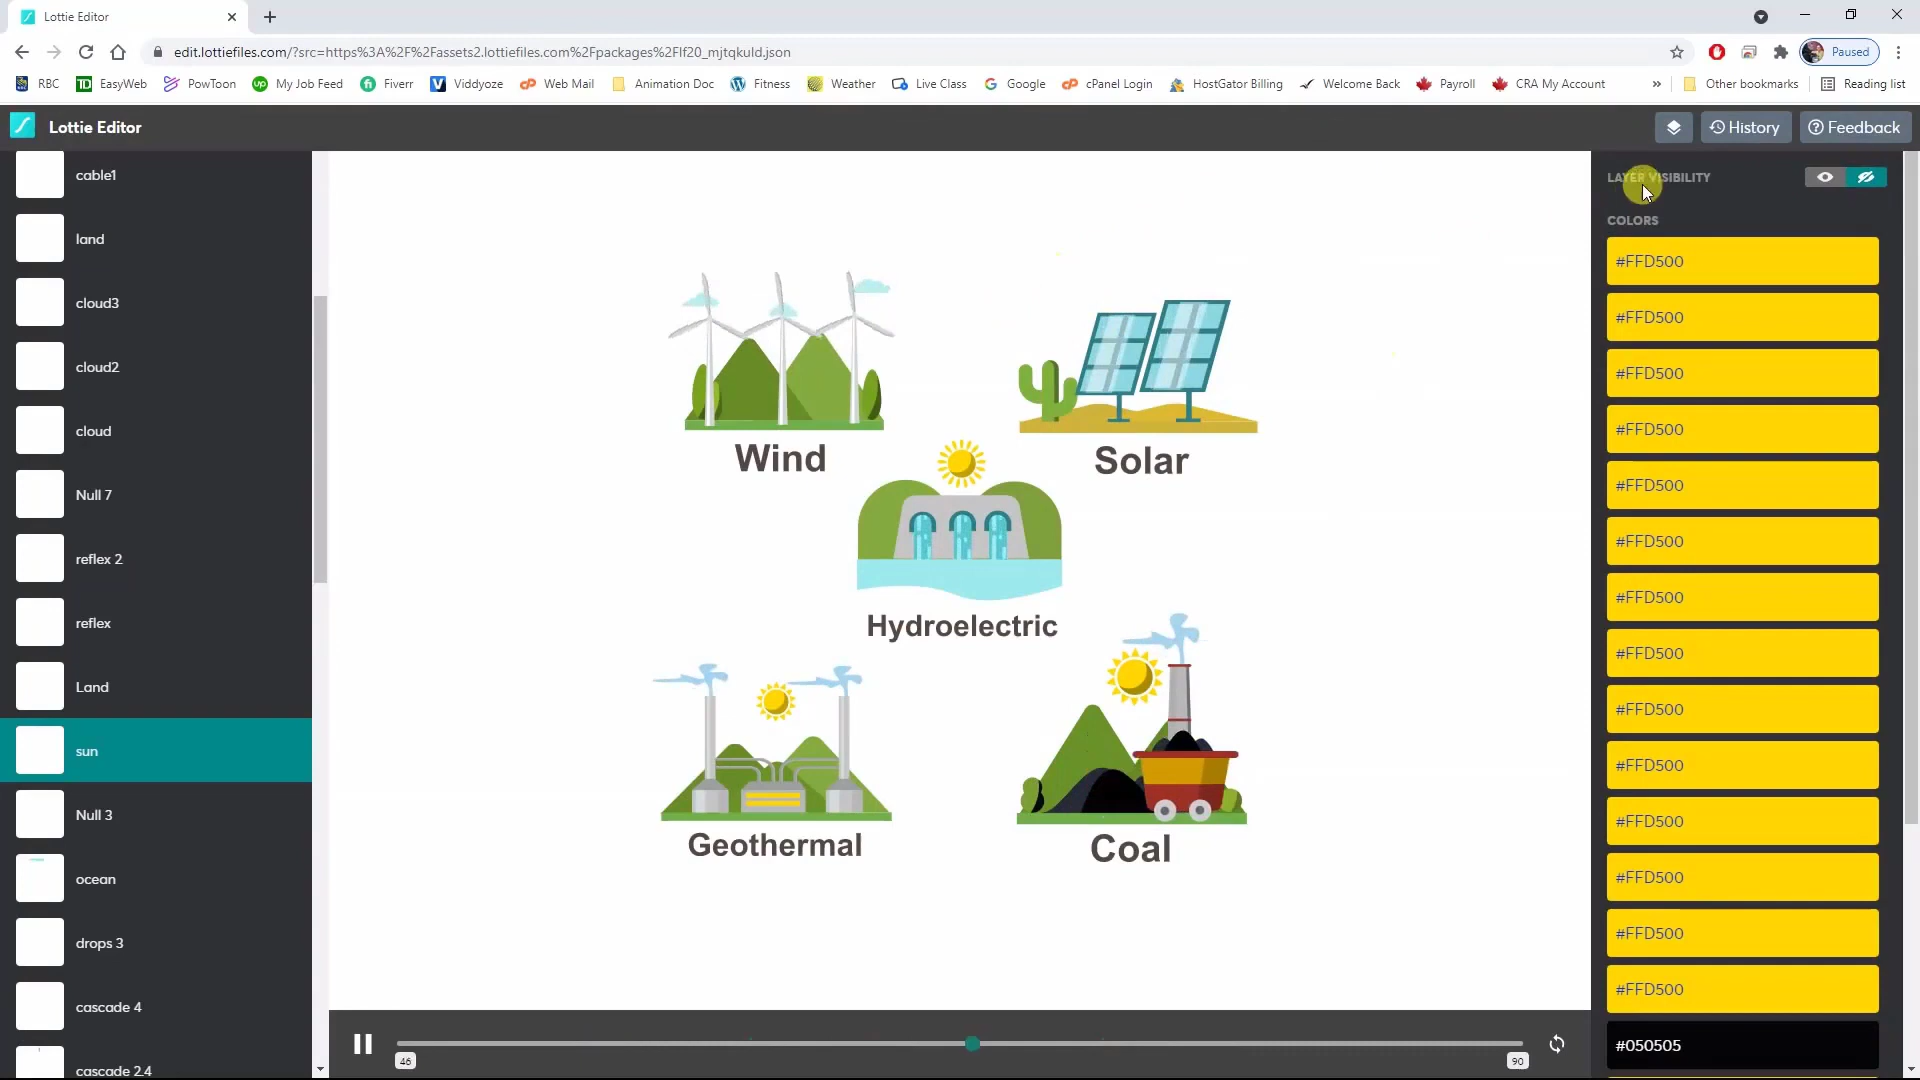 Lottie Editor
edit.lottiefiles.com/?src=https%3A%2F%2Fassets2.lottiefiles.com%2Fpackages%2Flf20_mjtqkuld.json
Paused
RBC EasyWeb PowToon My Job Feed Fiverr Viddyoze Web Mail Animation Doc Fitness Weather Live Class Google cPanel Login HostGator Billing Welcome Back Payroll CRA My Account » Other bookmarks Reading list
Lottie Editor
History
Feedback
cable1
land
cloud3
cloud2
cloud
Null 7
reflex 2
reflex
Land
sun
Null 3
ocean
drops 3
cascade 4
cascade 2.4
Wind
Solar
Hydroelectric
Geothermal
Coal
46
90
LAYER VISIBILITY
COLORS
#FFD500
#FFD500
#FFD500
#FFD500
#FFD500
#FFD500
#FFD500
#FFD500
#FFD500
#FFD500
#FFD500
#FFD500
#FFD500
#FFD500
#050505